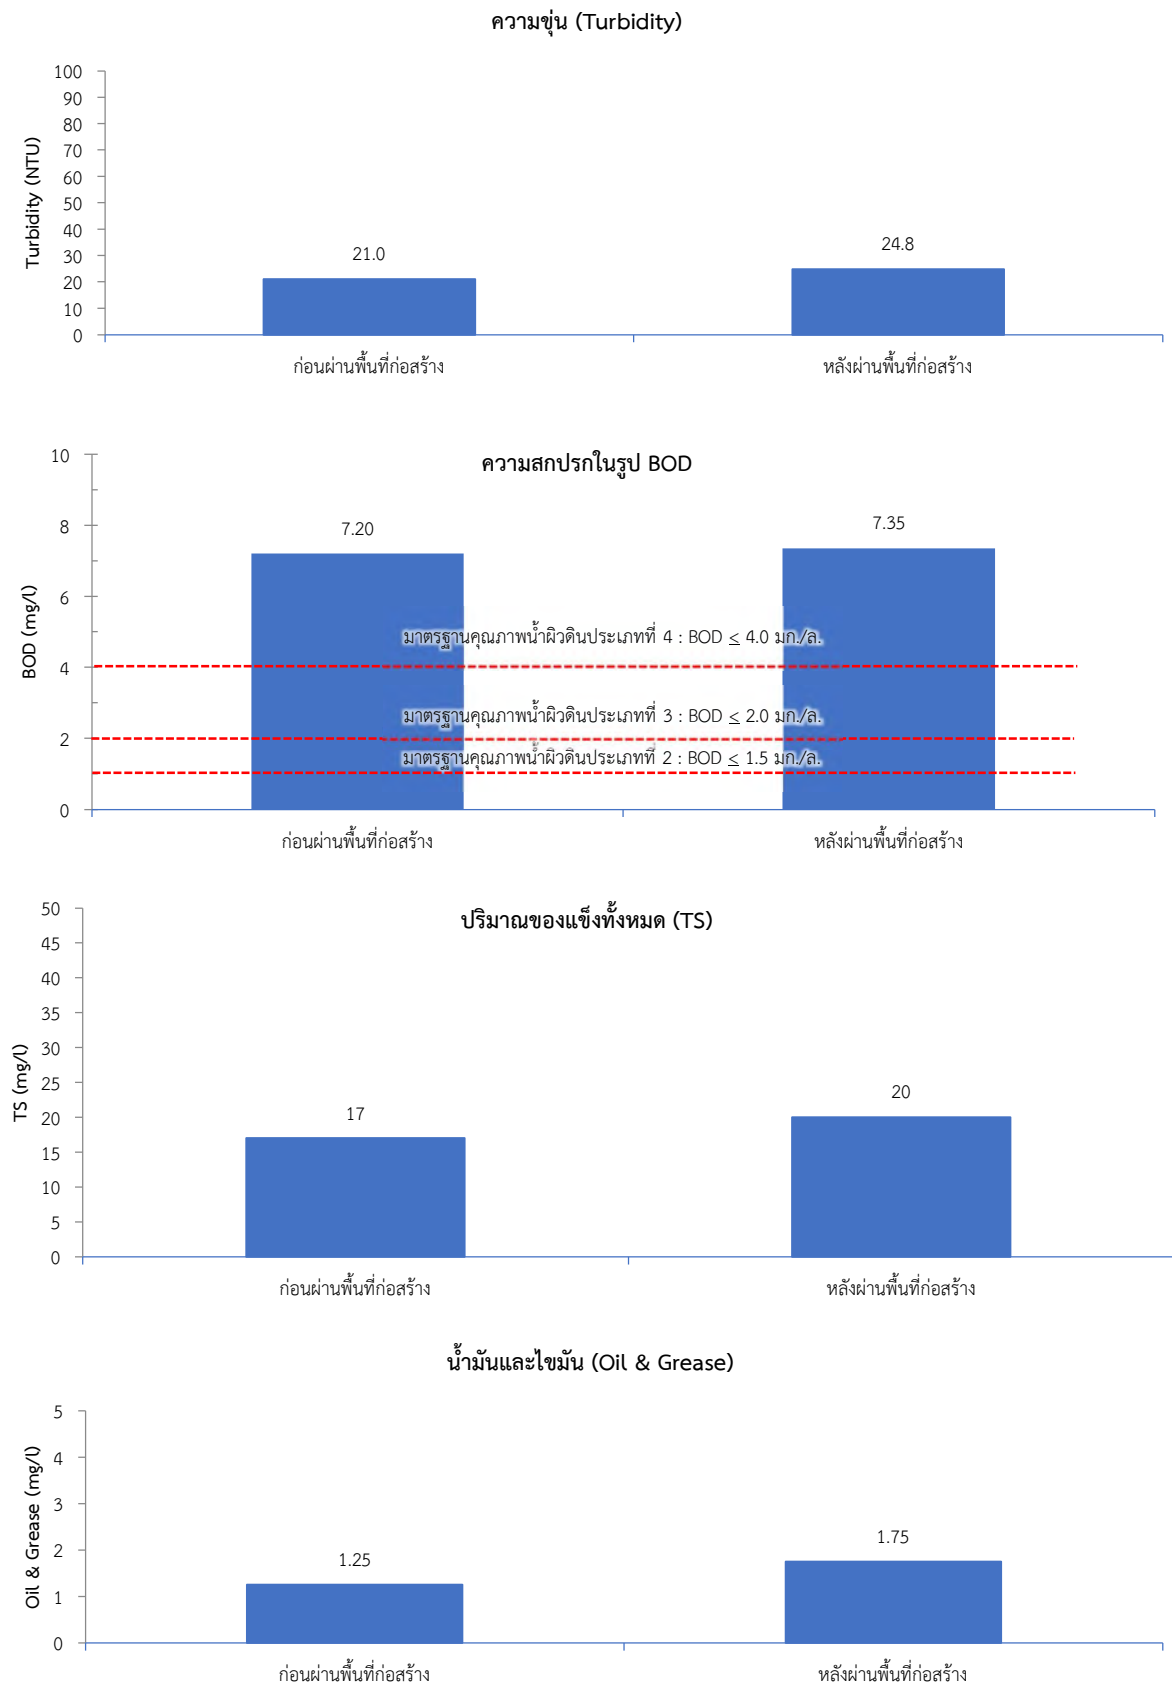 ความขุ่น (Turbidity)
Turbidity (NTU)
100
90
80
70
60
50
40
30
20
10
0
21.0
24.8
ก่อนผ่านพื้นที่ก่อสร้าง
หลังผ่านพื้นที่ก่อสร้าง
ความสกปรกในรูป BOD
BOD (mg/l)
10
8
6
4
2
0
7.20
7.35
มาตรฐานคุณภาพน้ำผิวดินประเภทที่ 4 : BOD ≤ 4.0 มก./ล.
มาตรฐานคุณภาพน้ำผิวดินประเภทที่ 3 : BOD ≤ 2.0 มก./ล.
มาตรฐานคุณภาพน้ำผิวดินประเภทที่ 2 : BOD ≤ 1.5 มก./ล.
ก่อนผ่านพื้นที่ก่อสร้าง
หลังผ่านพื้นที่ก่อสร้าง
ปริมาณของแข็งทั้งหมด (TS)
TS (mg/l)
50
45
40
35
30
25
20
15
10
5
0
17
20
ก่อนผ่านพื้นที่ก่อสร้าง
หลังผ่านพื้นที่ก่อสร้าง
น้ำมันและไขมัน (Oil & Grease)
Oil & Grease (mg/l)
5
4
3
2
1
0
1.25
1.75
ก่อนผ่านพื้นที่ก่อสร้าง
หลังผ่านพื้นที่ก่อสร้าง